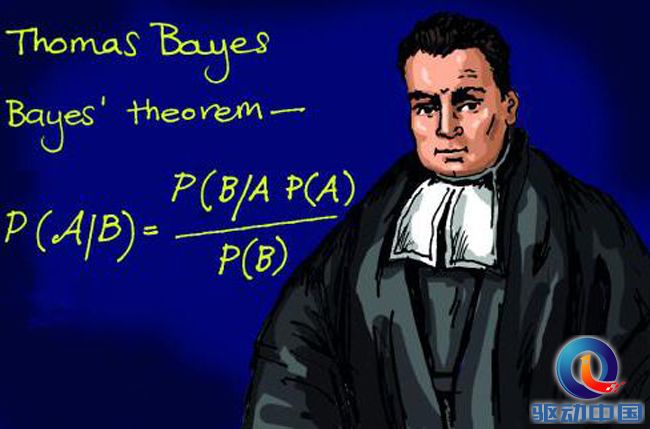 Thomas Bayes
Bayes' theorem —
P(A/B) = P(B/A P(A)
P(B)
驱动中国